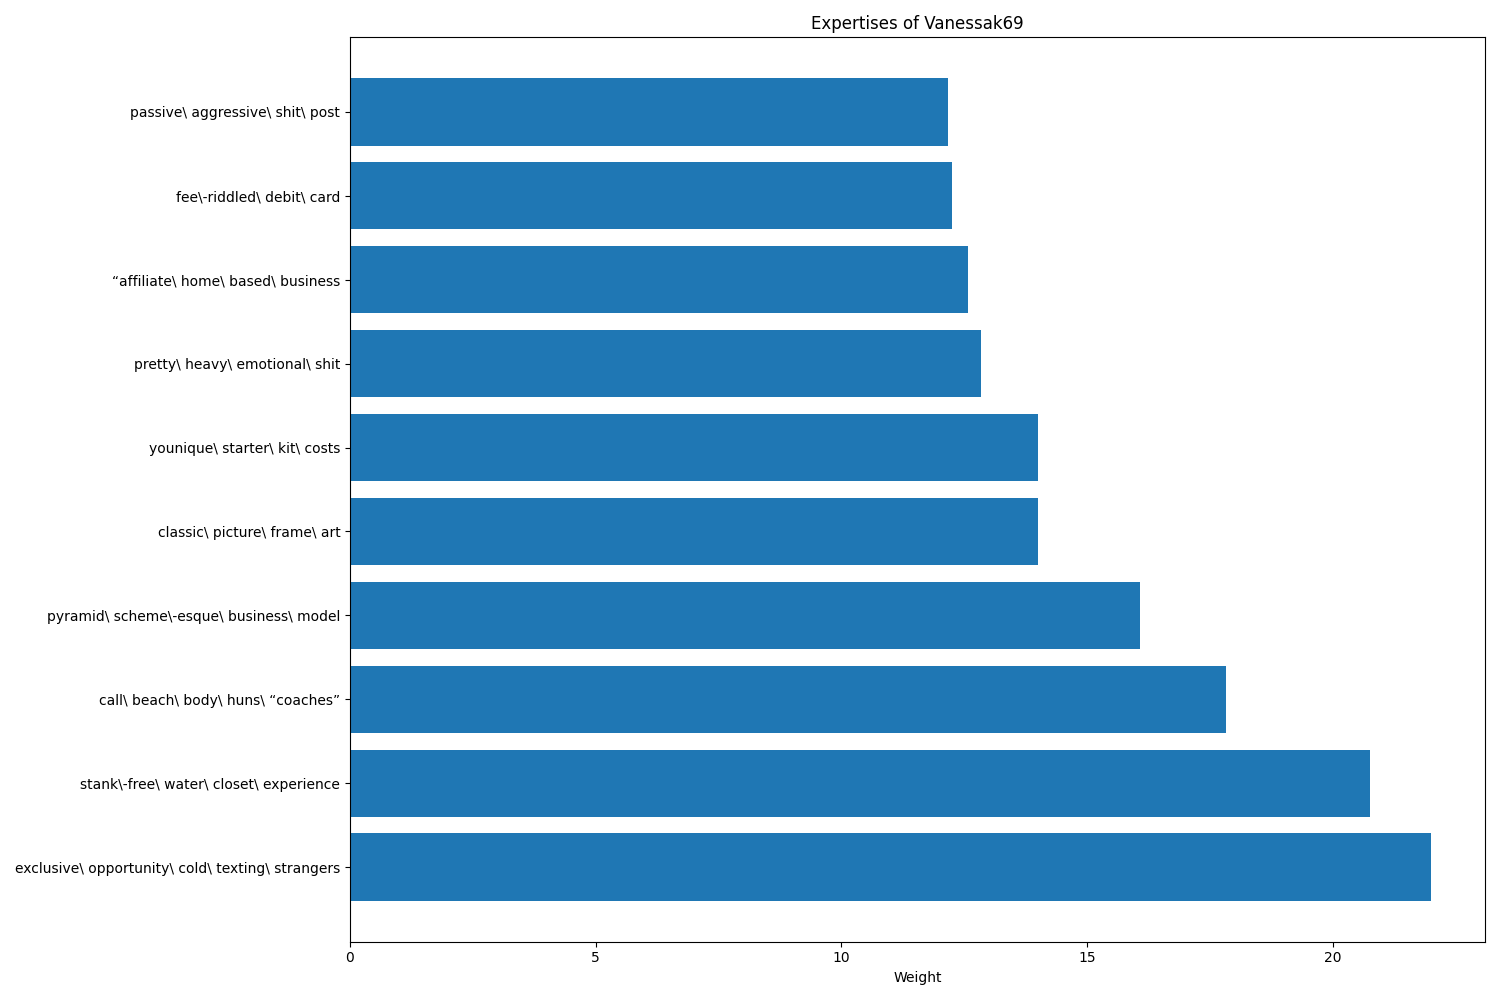 Expertises of Vanessak69
passive\ aggressive\ shit\ post
fee\-riddled\ debit\ card
“affiliate\ home\ based\ business
pretty\ heavy\ emotional\ shit
younique\ starter\ kit\ costs
classic\ picture\ frame\ art
pyramid\ scheme\-esque\ business\ model
call\ beach\ body\ huns\ “coaches”
stank\-free\ water\ closet\ experience
exclusive\ opportunity\ cold\ texting\ strangers
0 5 10 15 20
Weight